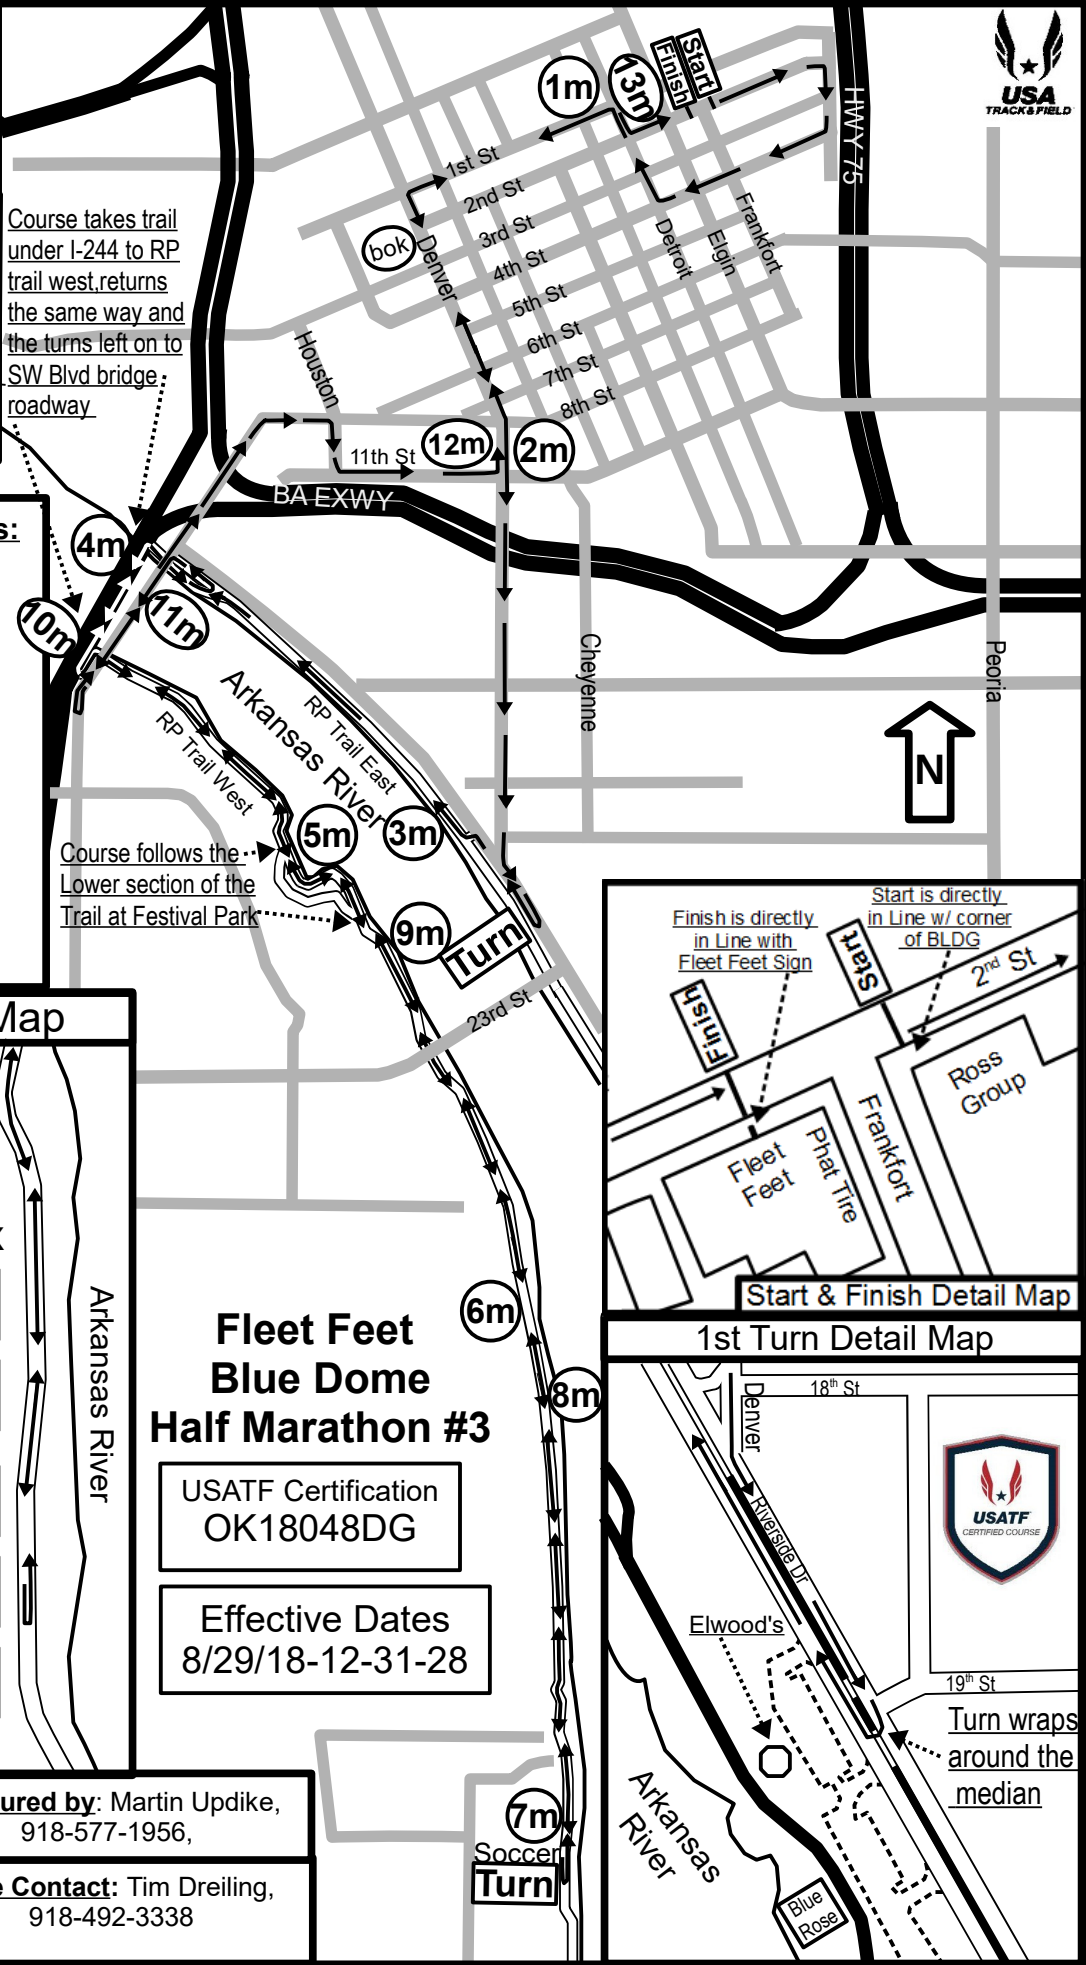 Start
Finish
13m
1m
USA
TRACK&FIELD
HWY 75
1st St
2nd St
3rd St
4th St
5th St
6th St
7th St
8th St
bok
Denver
Detroit
Elgin
Frankfort
Houston
Course takes trail
under I-244 to RP
trail west,returns
the same way and
the turns left on to
SW Blvd bridge
roadway
11th St
12m
2m
BA EXWY
s:
4m
10m
11m
Cheyenne
Peoria
Arkansas River
RP Trail East
RP Trail West
N
5m
3m
Course follows the
Lower section of the
Trail at Festival Park
9m
Turn
23rd St
Finish is directly
in Line with
Fleet Feet Sign
Start is directly
in Line w/ corner
of BLDG
Start
Finish
2nd St
Ross
Group
Frankfort
Fleet
Feet
Phat Tire
Start & Finish Detail Map
Map
Arkansas River
6m
8m
Fleet Feet
Blue Dome
Half Marathon #3
USATF Certification
OK18048DG
Effective Dates
8/29/18-12-31-28
1st Turn Detail Map
18th St
Denver
Riverside Dr
USATF
CERTIFIED COURSE
Elwood's
19th St
Turn wraps
around the
median
Arkansas
River
Blue
Rose
7m
Soccer
Turn
ured by: Martin Updike,
918-577-1956,
e Contact: Tim Dreiling,
918-492-3338